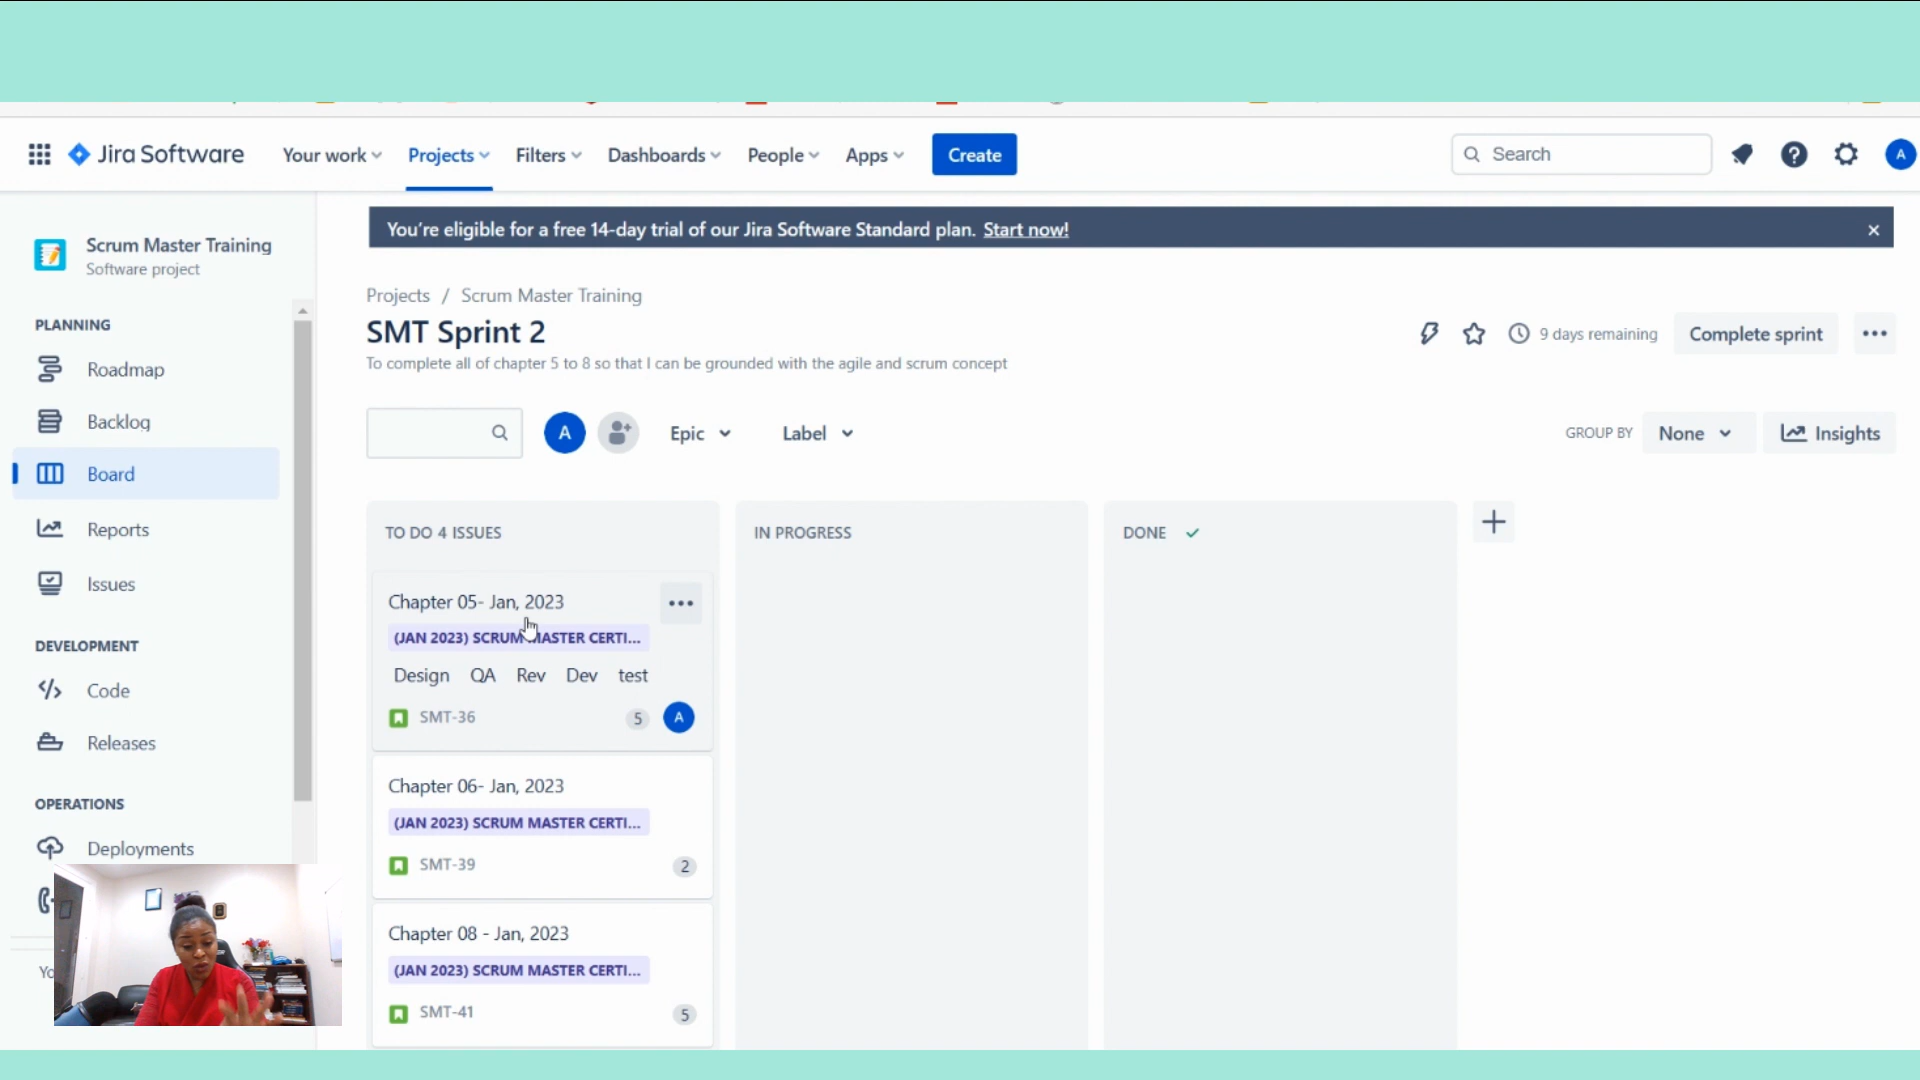 Jira Software
Your work
Projects
Filters
Dashboards
People
Apps
Create
Search
A
You're eligible for a free 14-day trial of our Jira Software Standard plan. Start now!
Scrum Master Training
Software project
PLANNING
Roadmap
Backlog
Board
Reports
Issues
DEVELOPMENT
Code
Releases
OPERATIONS
Deployments
Projects / Scrum Master Training
SMT Sprint 2
To complete all of chapter 5 to 8 so that I can be grounded with the agile and scrum concept
9 days remaining
Complete sprint
A
Epic
Label
GROUP BY
None
Insights
TO DO 4 ISSUES
Chapter 05- Jan, 2023
(JAN 2023) SCRUM MASTER CERTI...
Design QA Rev Dev test
SMT-36
5
A
Chapter 06- Jan, 2023
(JAN 2023) SCRUM MASTER CERTI...
SMT-39
2
Chapter 08 - Jan, 2023
(JAN 2023) SCRUM MASTER CERTI...
SMT-41
5
IN PROGRESS
DONE